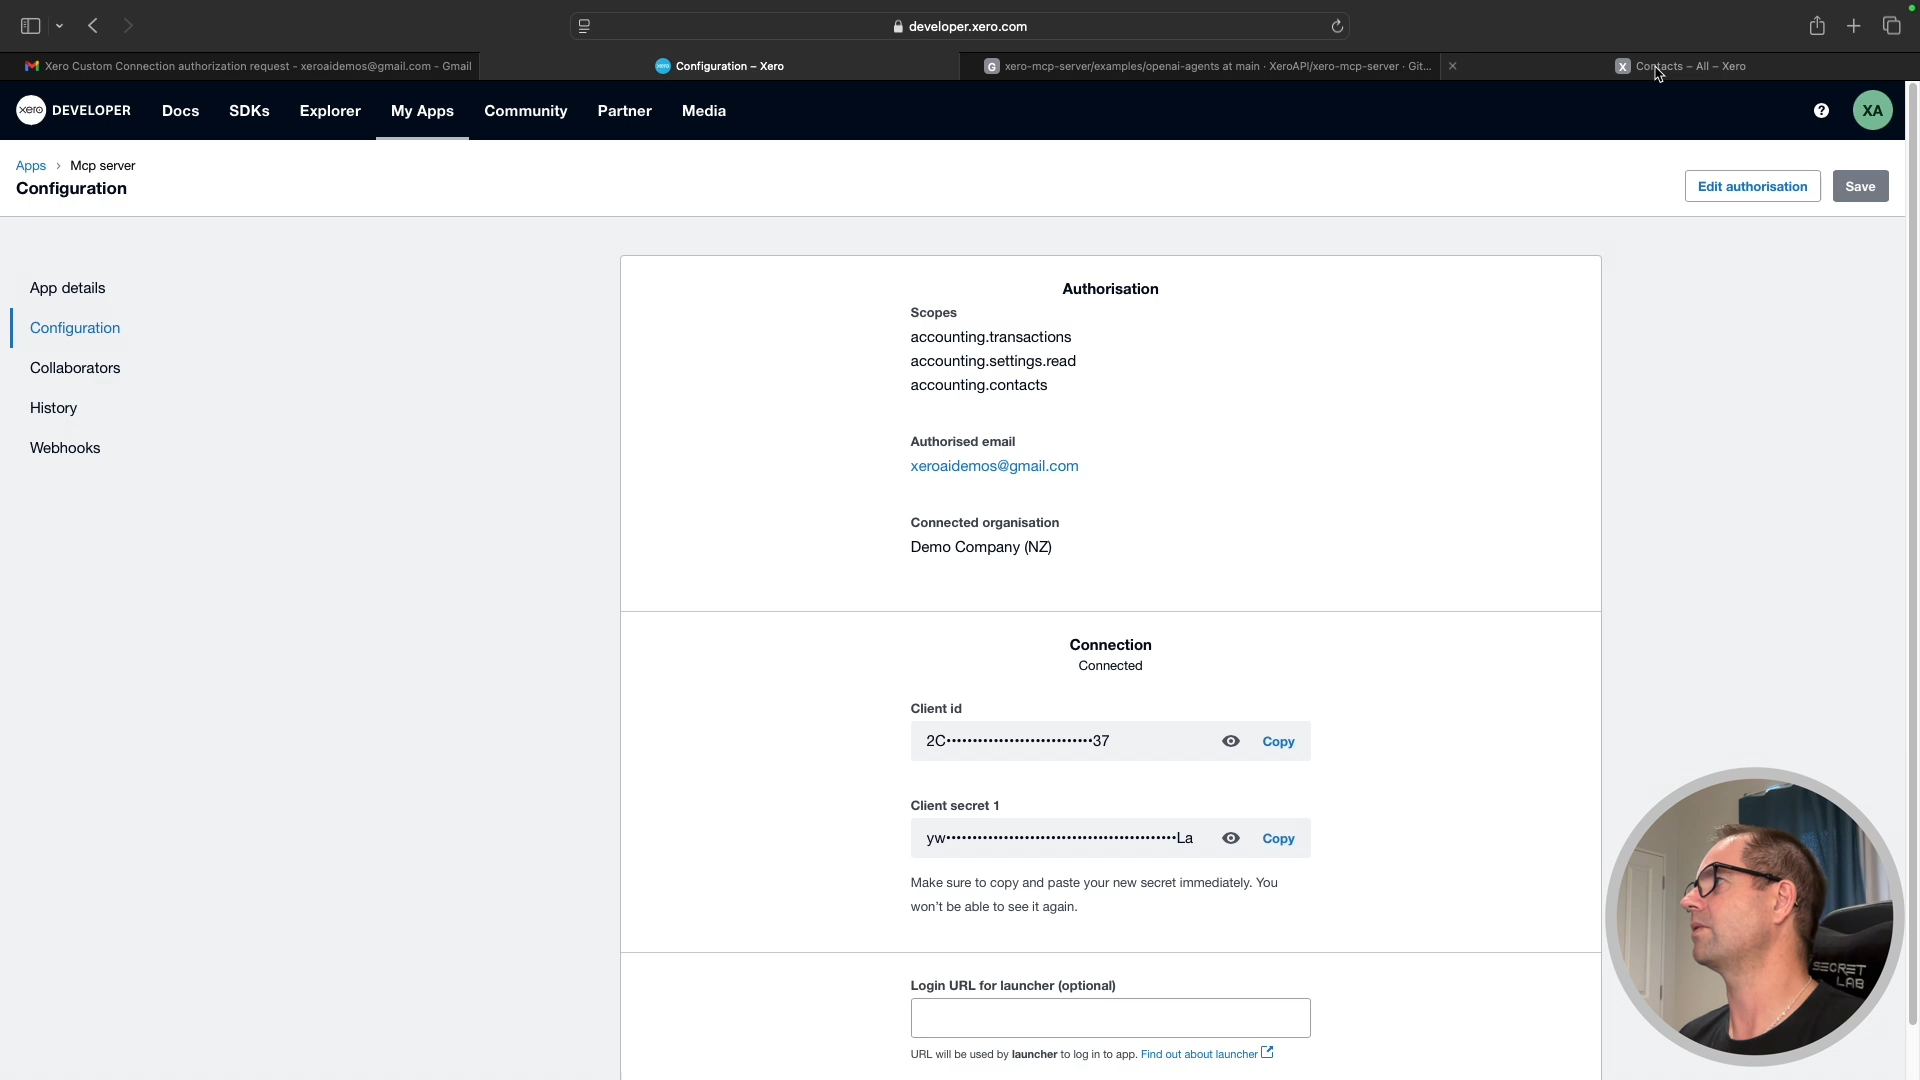 developer.xero.com
Xero Custom Connection authorization request - xeroaidemos@gmail.com - Gmail
xero Configuration – Xero
G xero-mcp-server/examples/openai-agents at main · XeroAPI/xero-mcp-server · Git...
X Contacts – All – Xero
xero DEVELOPER Docs SDKs Explorer My Apps Community Partner Media ? XA
Apps › Mcp server
Configuration
Edit authorisation Save
App details
Configuration
Collaborators
History
Webhooks
Authorisation
Scopes
accounting.transactions
accounting.settings.read
accounting.contacts
Authorised email
xeroaidemos@gmail.com
Connected organisation
Demo Company (NZ)
Connection
Connected
Client id
2C••••••••••••••••••••••••••••37 Copy
Client secret 1
yw••••••••••••••••••••••••••••••••••••••••••••La Copy
Make sure to copy and paste your new secret immediately. You
won't be able to see it again.
Login URL for launcher (optional)
URL will be used by launcher to log in to app. Find out about launcher
SECRET
LAB